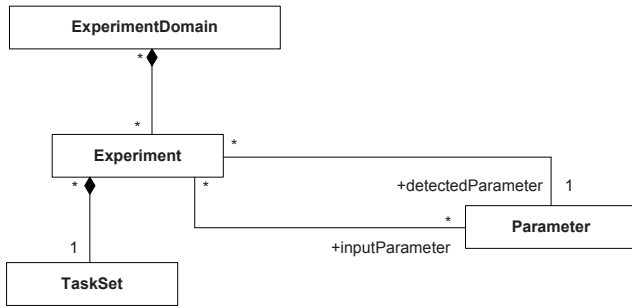 ExperimentDomain
*
*
Experiment
*
*
*
+detectedParameter
1
*
Parameter
+inputParameter
1
TaskSet